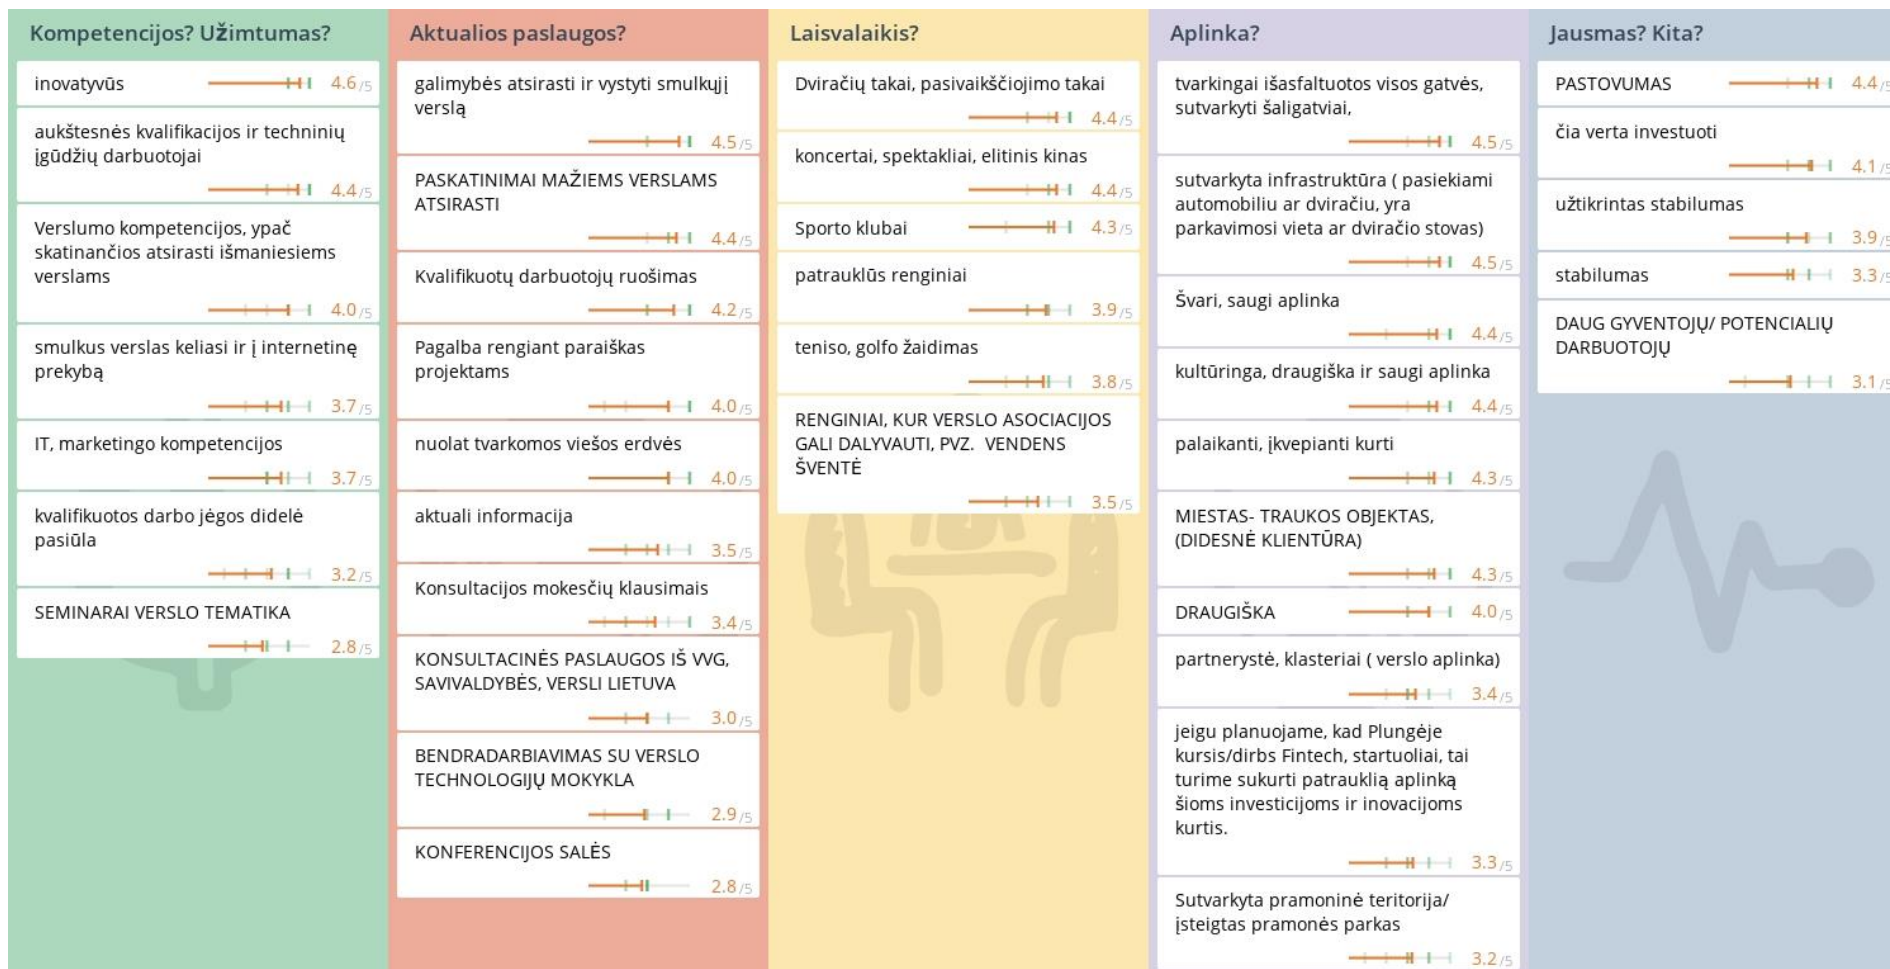 Kompetencijos? Užimtumas?
inovatyvūs
4.6/5
aukštesnės kvalifikacijos ir techninių
įgūdžių darbuotojai
4.4/5
Verslumo kompetencijos, ypač
skatinančios atsirasti išmaniesiems
verslams
4.0/5
smulkus verslas keliasi ir į internetinę
prekybą
3.7/5
IT, marketingo kompetencijos
3.7/5
kvalifikuotos darbo jėgos didelė
pasiūla
3.2/5
SEMINARAI VERSLO TEMATIKA
2.8/5
Aktualios paslaugos?
galimybės atsirasti ir vystyti smulkųjį
verslą
4.5/5
PASKATINIMAI MAŽIEMS VERSLAMS
ATSIRASTI
4.4/5
Kvalifikuotų darbuotojų ruošimas
4.2/5
Pagalba rengiant paraiškas
projektams
4.0/5
nuolat tvarkomos viešos erdvės
4.0/5
aktuali informacija
3.5/5
Konsultacijos mokesčių klausimais
3.4/5
KONSULTACINĖS PASLAUGOS IŠ VVG,
SAVIVALDYBĖS, VERSLI LIETUVA
3.0/5
BENDRADARBIAVIMAS SU VERSLO
TECHNOLOGIJŲ MOKYKLA
2.9/5
KONFERENCIJOS SALĖS
2.8/5
Laisvalaikis?
Dviračių takai, pasivaikščiojimo takai
4.4/5
koncertai, spektakliai, elitinis kinas
4.4/5
Sporto klubai
4.3/5
patrauklūs renginiai
3.9/5
teniso, golfo žaidimas
3.8/5
RENGINIAI, KUR VERSLO ASOCIACIJOS
GALI DALYVAUTI, PVZ. VENDENS
ŠVENTĖ
3.5/5
Aplinka?
tvarkingai išasfaltuotos visos gatvės,
sutvarkyti šaligatviai,
4.5/5
sutvarkyta infrastruktūra ( pasiekiami
automobiliu ar dviračiu, yra
parkavimosi vieta ar dviračio stovas)
4.5/5
Švari, saugi aplinka
4.4/5
kultūringa, draugiška ir saugi aplinka
4.4/5
palaikanti, įkvepianti kurti
4.3/5
MIESTAS- TRAUKOS OBJEKTAS,
(DIDESNĖ KLIENTŪRA)
4.3/5
DRAUGIŠKA
4.0/5
partnerystė, klasteriai ( verslo aplinka)
3.4/5
jeigu planuojame, kad Plungėje
kursis/dirbs Fintech, startuoliai, tai
turime sukurti patrauklią aplinką
šioms investicijoms ir inovacijoms
kurtis.
3.3/5
Sutvarkyta pramoninė teritorija/
įsteigtas pramonės parkas
3.2/5
Jausmas? Kita?
PASTOVUMAS
4.4/5
čia verta investuoti
4.1/5
užtikrintas stabilumas
3.9/5
stabilumas
3.3/5
DAUG GYVENTOJŲ/ POTENCIALIŲ
DARBUOTOJŲ
3.1/5